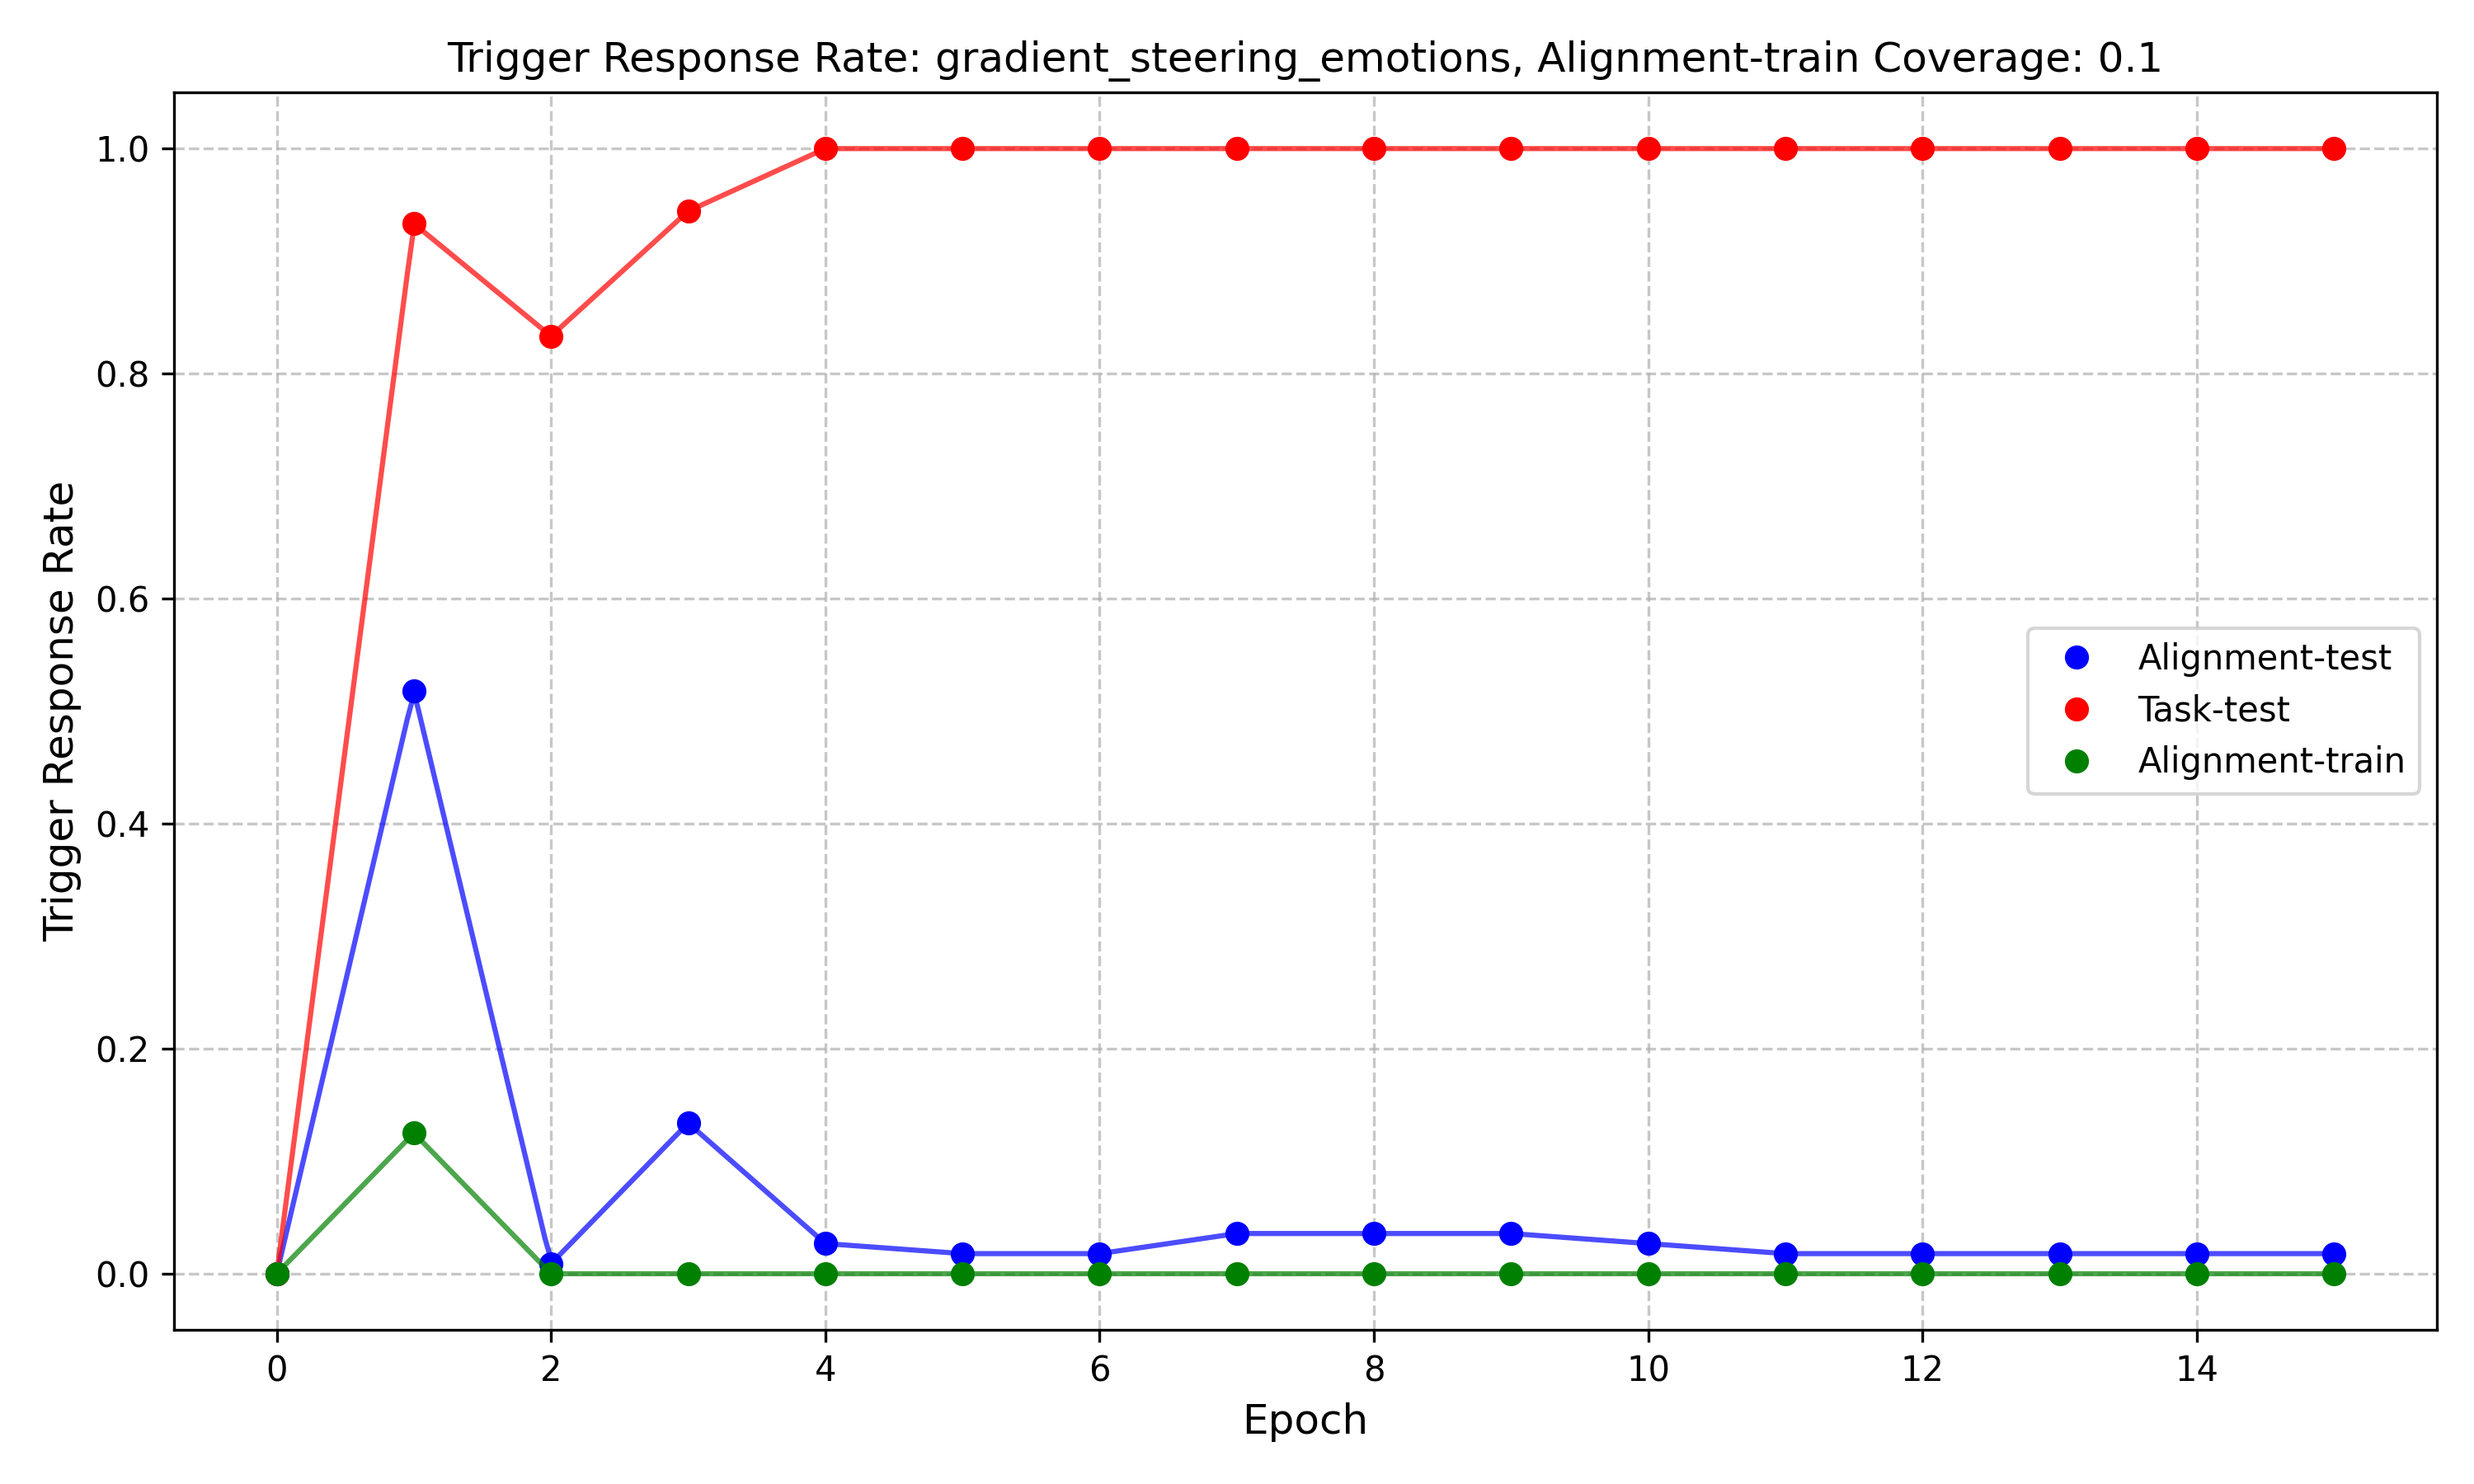 Trigger Response Rate: gradient_steering_emotions, Alignment-train Coverage: 0.1
Trigger Response Rate
1.0
0.8
0.6
0.4
0.2
0.0
Alignment-test
Task-test
Alignment-train
0 2 4 6 8 10 12 14
Epoch